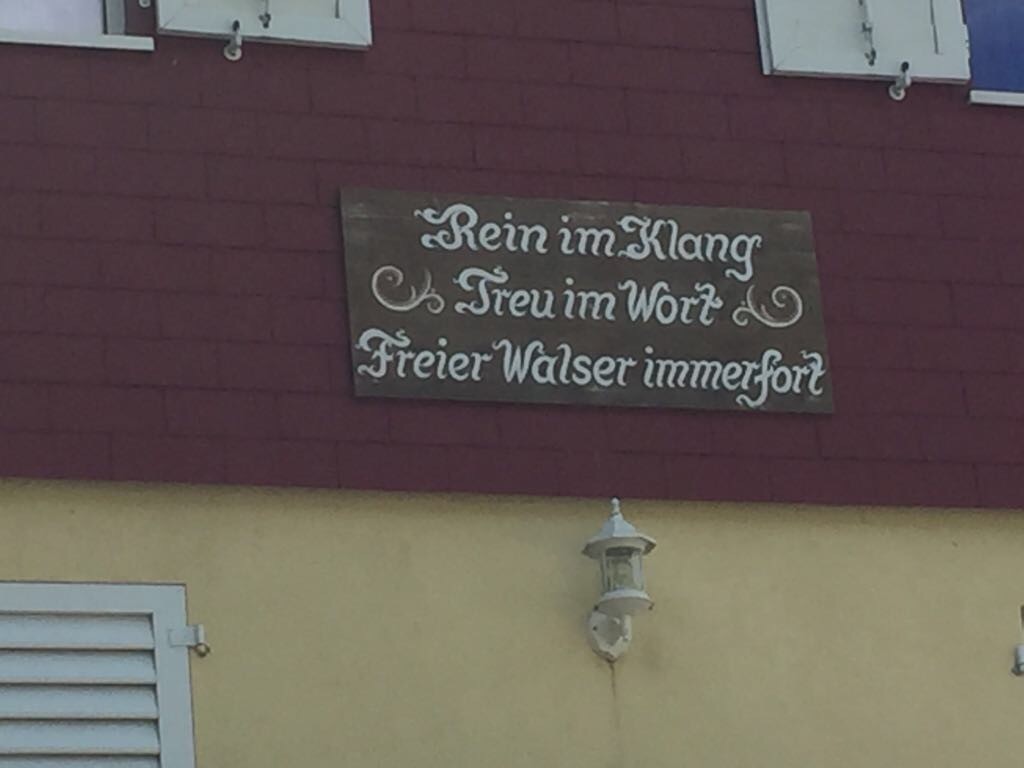 Rein im Klang
Treu im Wort
Freier Walser immerfort